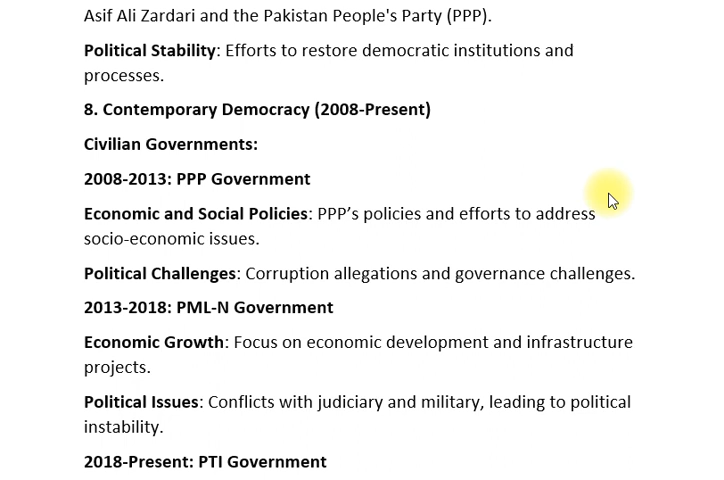 Asif Ali Zardari and the Pakistan People's Party (PPP).
Political Stability: Efforts to restore democratic institutions and
processes.
8. Contemporary Democracy (2008-Present)
Civilian Governments:
2008-2013: PPP Government
Economic and Social Policies: PPP’s policies and efforts to address
socio-economic issues.
Political Challenges: Corruption allegations and governance challenges.
2013-2018: PML-N Government
Economic Growth: Focus on economic development and infrastructure
projects.
Political Issues: Conflicts with judiciary and military, leading to political
instability.
2018-Present: PTI Government